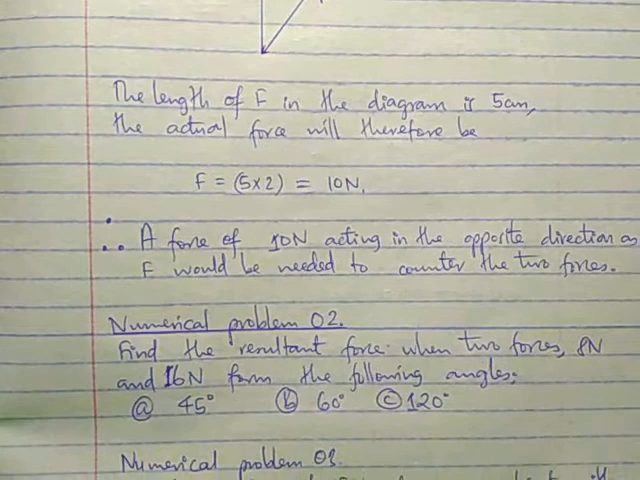 The length of F in the diagram is 5cm,
the actual force will therefore be
F = (5x2) = 10N,
∴ A force of 10N acting in the opposite direction as
F would be needed to counter the two forces.
Numerical problem 02.
Find the resultant force when two forces, 8N
and 16N form the following angles;
ⓐ 45° ⓑ 60° ⓒ 120°
Numerical problem 03.